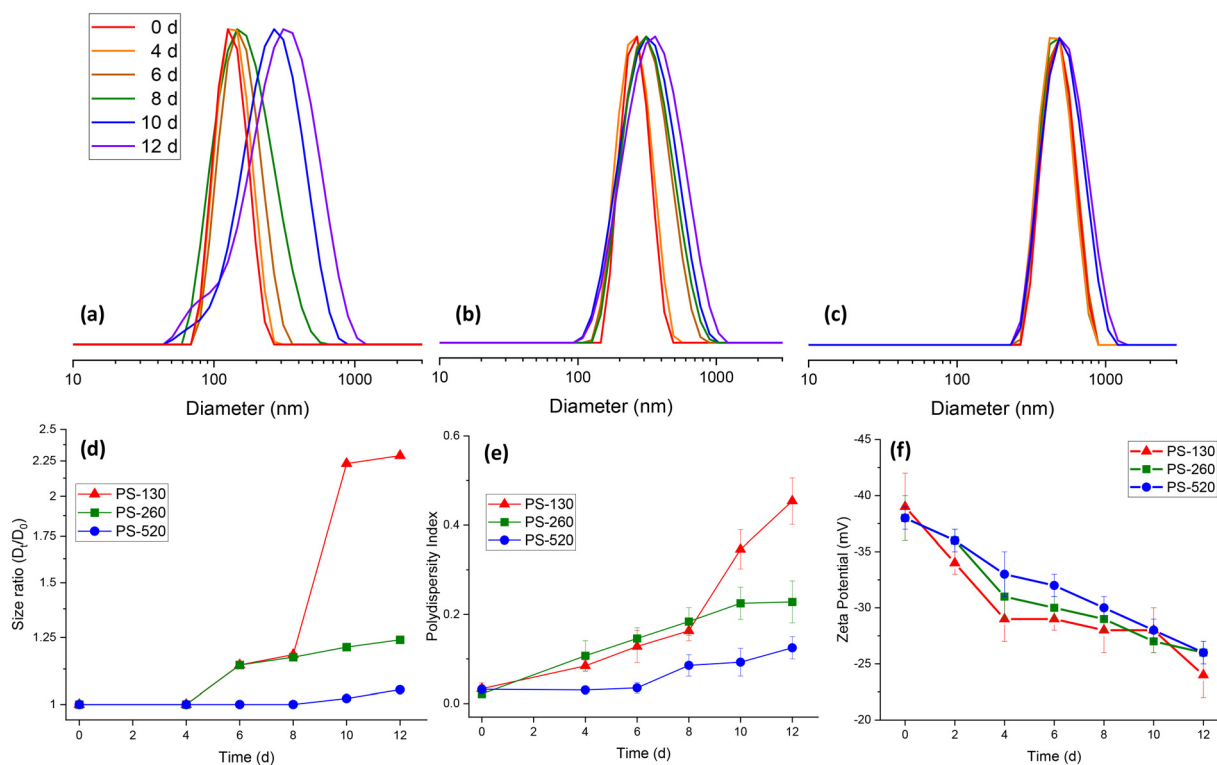 0 d
4 d
6 d
8 d
10 d
12 d
(a)
10 100 1000
Diameter (nm)
(b)
10 100 1000
Diameter (nm)
(c)
10 100 1000
Diameter (nm)
(d)
PS-130
PS-260
PS-520
2.5
2.25
2
1.75
1.5
1.25
1
Size ratio (Dt/D0)
0 2 4 6 8 10 12
Time (d)
(e)
PS-130
PS-260
PS-520
0.6
0.4
0.2
0.0
Polydispersity Index
0 2 4 6 8 10 12
Time (d)
(f)
PS-130
PS-260
PS-520
-45
-40
-35
-30
-25
-20
Zeta Potential (mV)
0 2 4 6 8 10 12
Time (d)